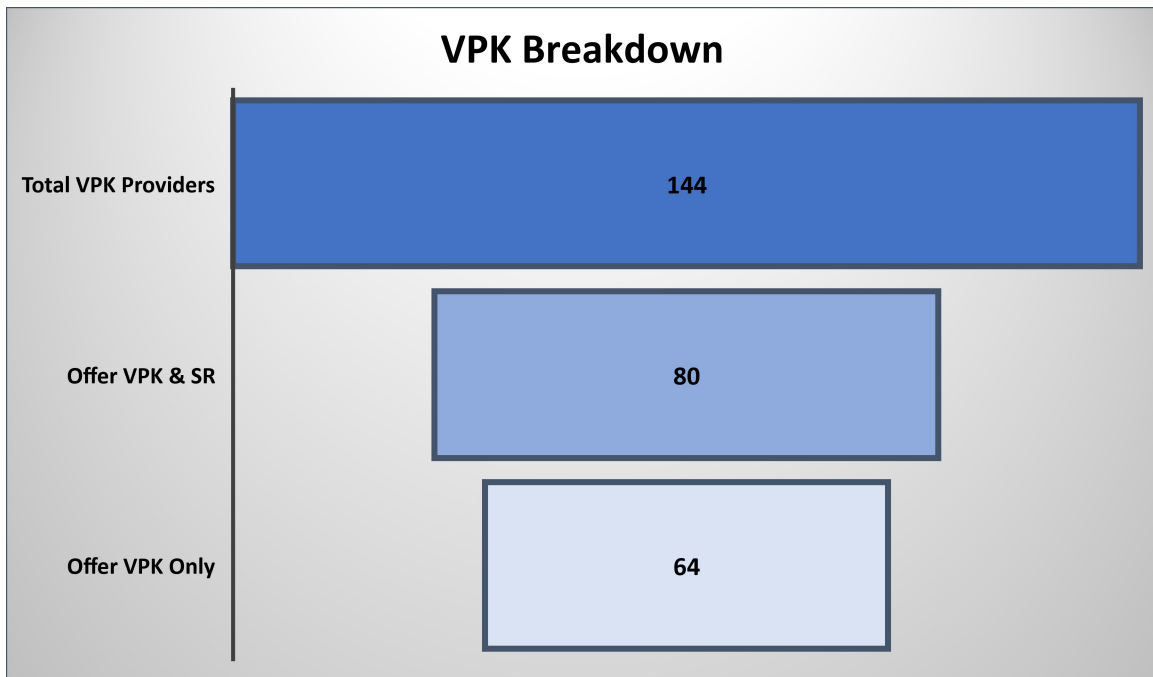 VPK Breakdown
Total VPK Providers
144
Offer VPK & SR
80
Offer VPK Only
64